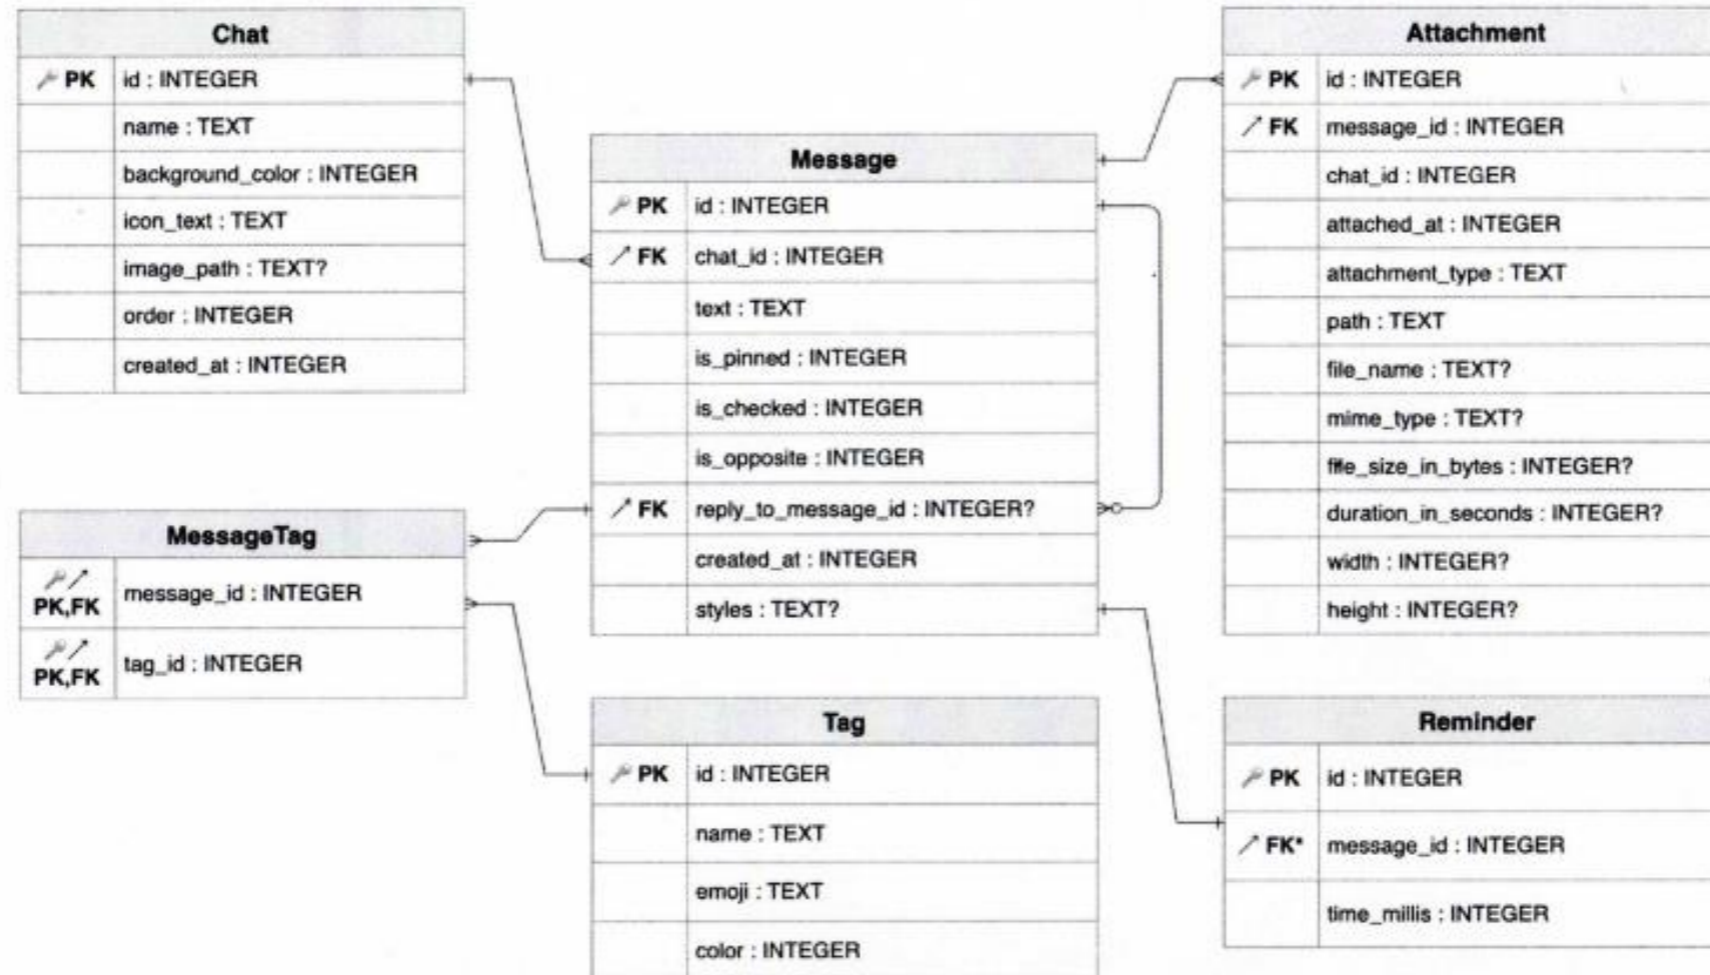 Chat
PK id : INTEGER
name : TEXT
background_color : INTEGER
icon_text : TEXT
image_path : TEXT?
order : INTEGER
created_at : INTEGER
Message
PK id : INTEGER
FK chat_id : INTEGER
text : TEXT
is_pinned : INTEGER
is_checked : INTEGER
is_opposite : INTEGER
FK reply_to_message_id : INTEGER?
created_at : INTEGER
styles : TEXT?
Attachment
PK id : INTEGER
FK message_id : INTEGER
chat_id : INTEGER
attached_at : INTEGER
attachment_type : TEXT
path : TEXT
file_name : TEXT?
mime_type : TEXT?
file_size_in_bytes : INTEGER?
duration_in_seconds : INTEGER?
width : INTEGER?
height : INTEGER?
MessageTag
PK,FK message_id : INTEGER
PK,FK tag_id : INTEGER
Tag
PK id : INTEGER
name : TEXT
emoji : TEXT
color : INTEGER
Reminder
PK id : INTEGER
FK* message_id : INTEGER
time_millis : INTEGER